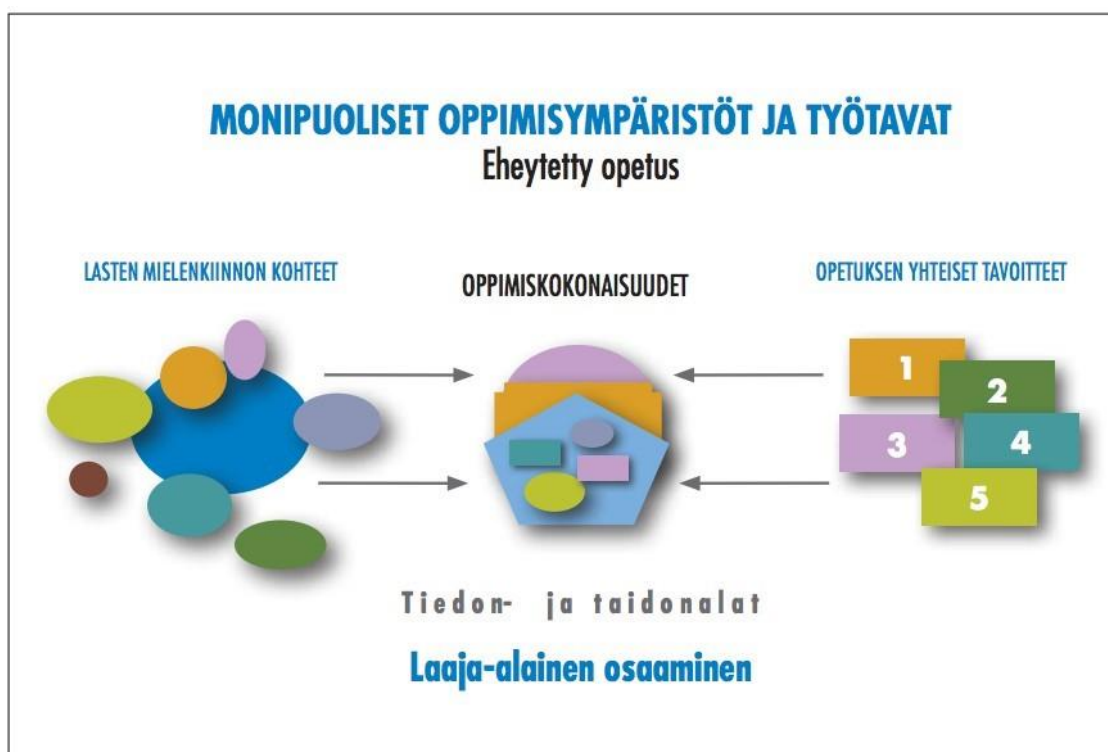 MONIPUOLISET OPPIMISYMPÄRISTÖT JA TYÖTAVAT
Eheytetty opetus
LASTEN MIELENKIINNON KOHTEET
OPPIMISKOKONAISUUDET
OPETUKSEN YHTEISET TAVOITTEET
1
2
3
4
5
Tiedon- ja taidonalat
Laaja-alainen osaaminen